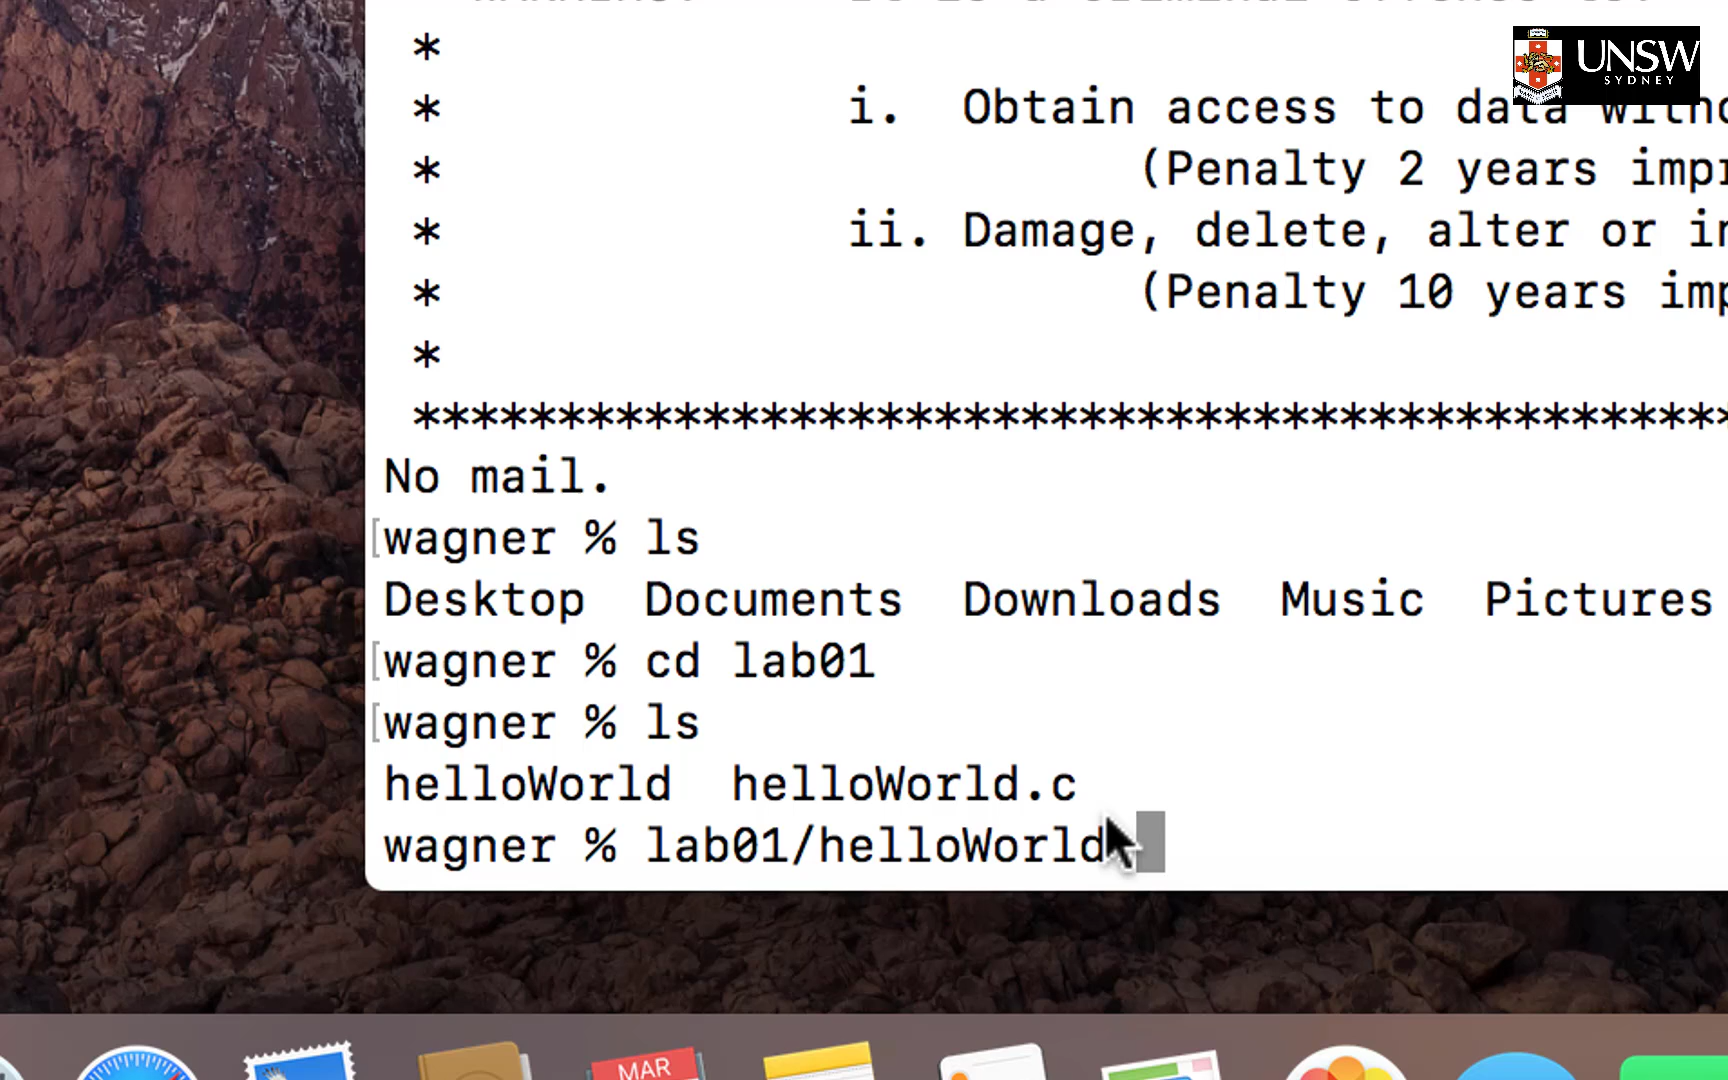 *
UNSW
SYDNEY
* i. Obtain access to data
* (Penalty 2 years
* ii. Damage, delete, alter or
* (Penalty 10 years
*
**********************************************
No mail.
[wagner % ls
Desktop Documents Downloads Music Pictures
[wagner % cd lab01
[wagner % ls
helloWorld helloWorld.c
wagner % lab01/helloWorld
MAR